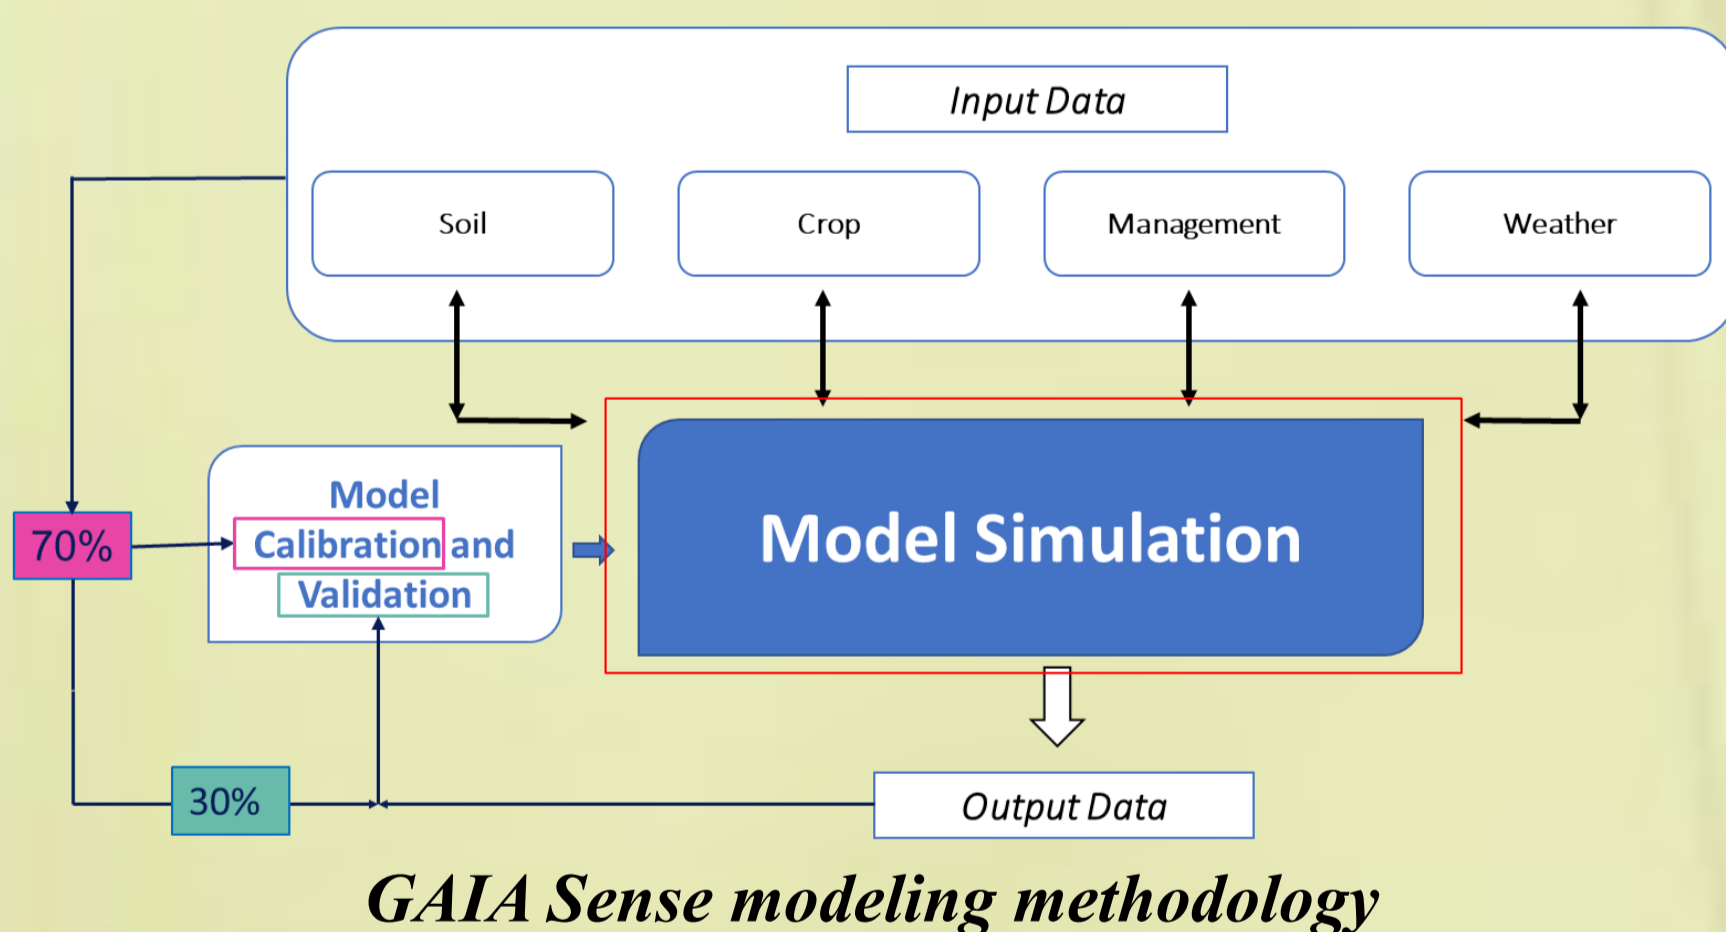 Input Data
Soil
Crop
Management
Weather
Model
Calibration and
Validation
Model Simulation
70%
30%
Output Data
GAIA Sense modeling methodology